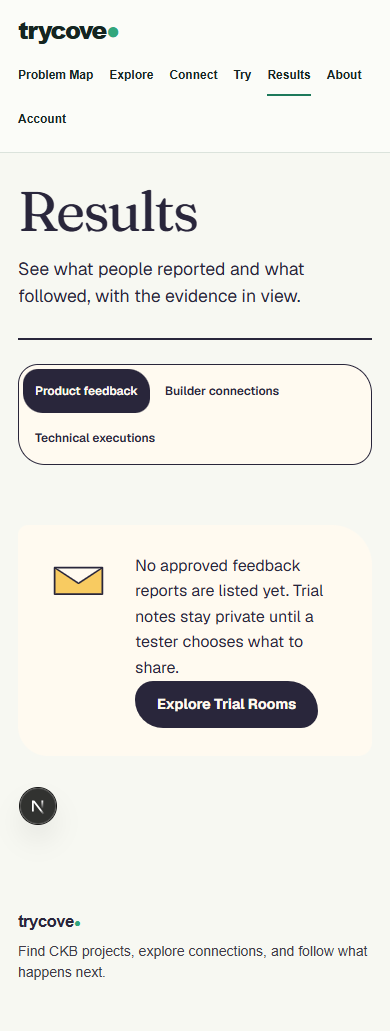 trycove
Problem Map Explore Connect Try Results About
Account
Results
See what people reported and what
followed, with the evidence in view.
Product feedback Builder connections
Technical executions
No approved feedback
reports are listed yet. Trial
notes stay private until a
tester chooses what to
share.
Explore Trial Rooms
N
trycove
Find CKB projects, explore connections, and follow what
happens next.